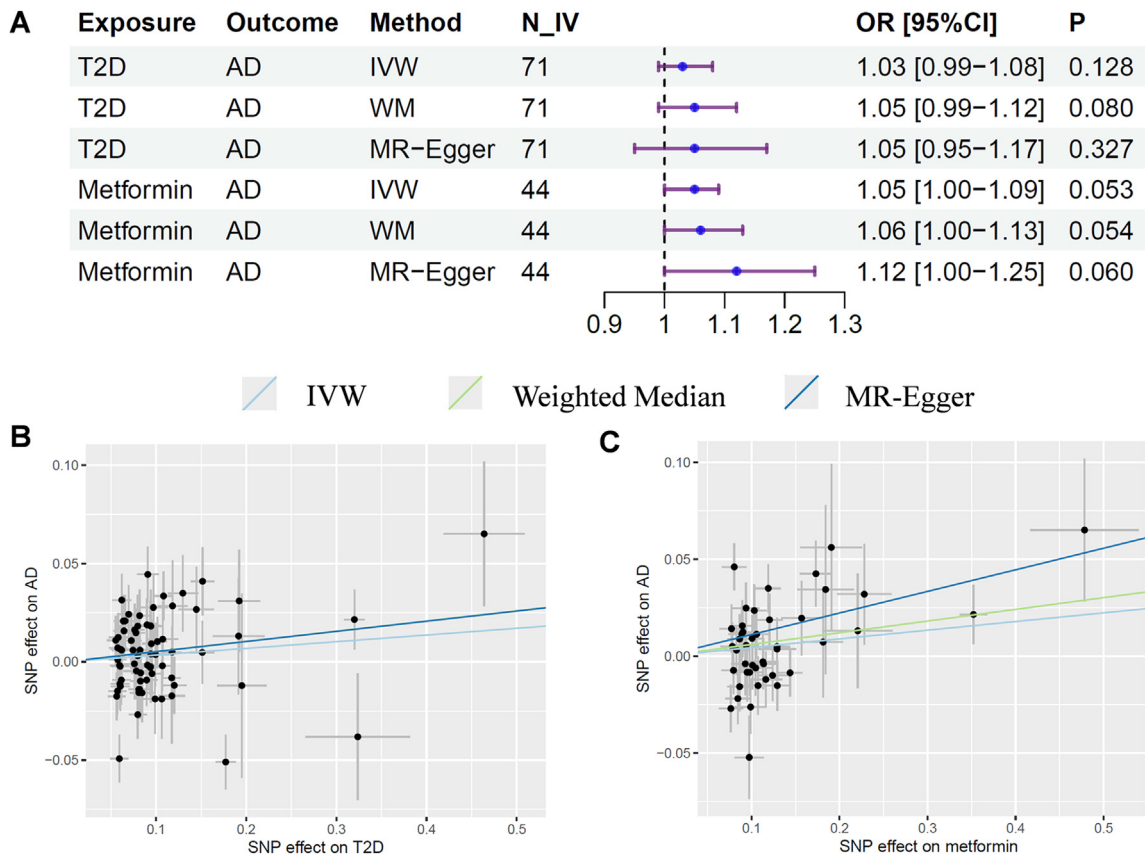 A
Exposure Outcome Method N_IV OR [95%CI] P
T2D AD IVW 71 1.03 [0.99−1.08] 0.128
T2D AD WM 71 1.05 [0.99−1.12] 0.080
T2D AD MR−Egger 71 1.05 [0.95−1.17] 0.327
Metformin AD IVW 44 1.05 [1.00−1.09] 0.053
Metformin AD WM 44 1.06 [1.00−1.13] 0.054
Metformin AD MR−Egger 44 1.12 [1.00−1.25] 0.060
0.9 1 1.1 1.2 1.3
IVW Weighted Median MR-Egger
B
0.10
0.05
0.00
−0.05
SNP effect on AD
0.1 0.2 0.3 0.4 0.5
SNP effect on T2D
C
0.10
0.05
0.00
−0.05
SNP effect on AD
0.1 0.2 0.3 0.4 0.5
SNP effect on metformin